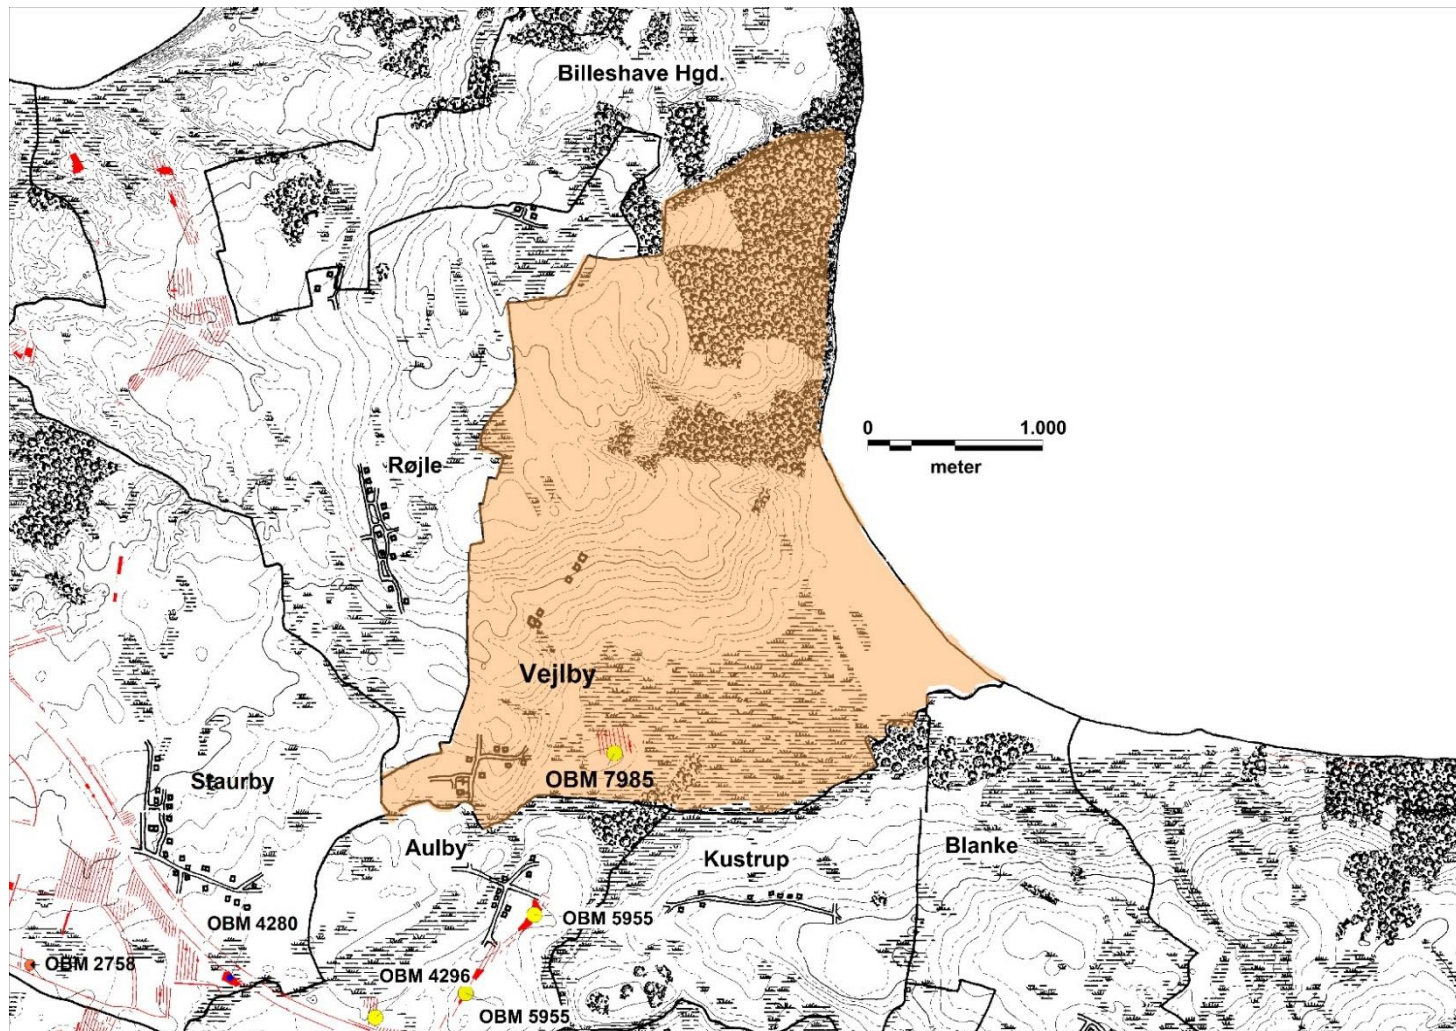 Billeshave Hgd.
0 1.000
meter
Røjle
Vejlby
OBM 7985
Staurby
Aulby
Kustrup
Blanke
OBM 4280
OBM 5955
OBM 2758
OBM 4296
OBM 5955